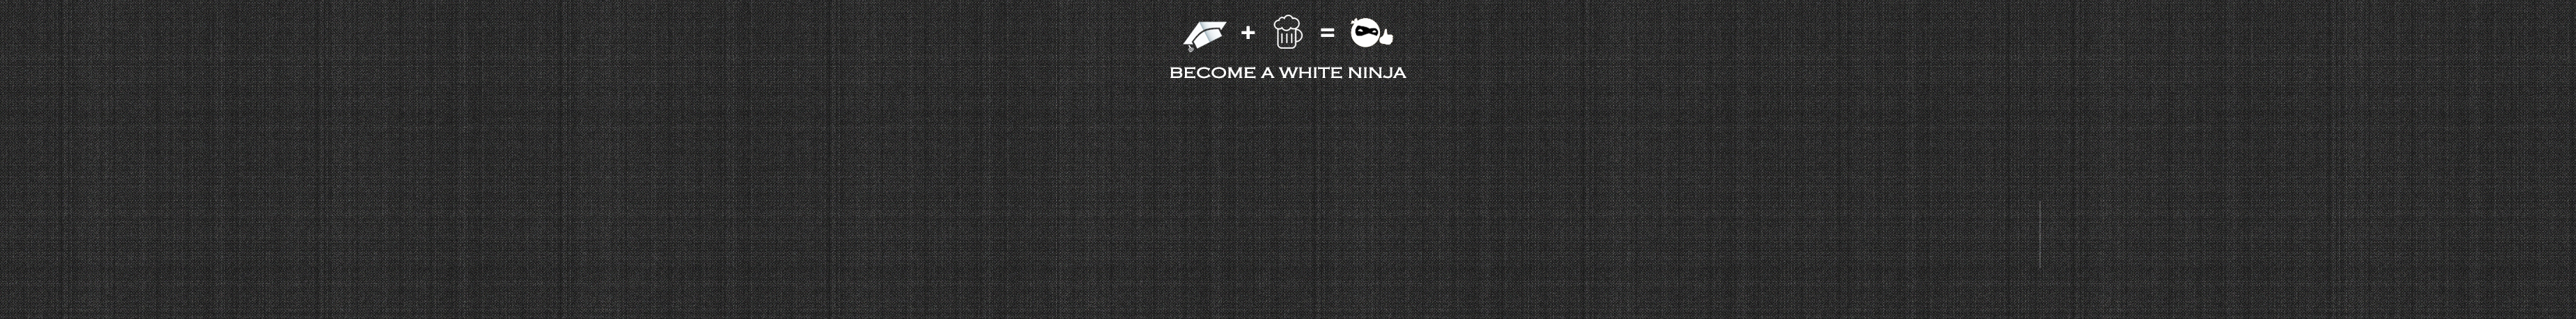 + =
BECOME A WHITE NINJA